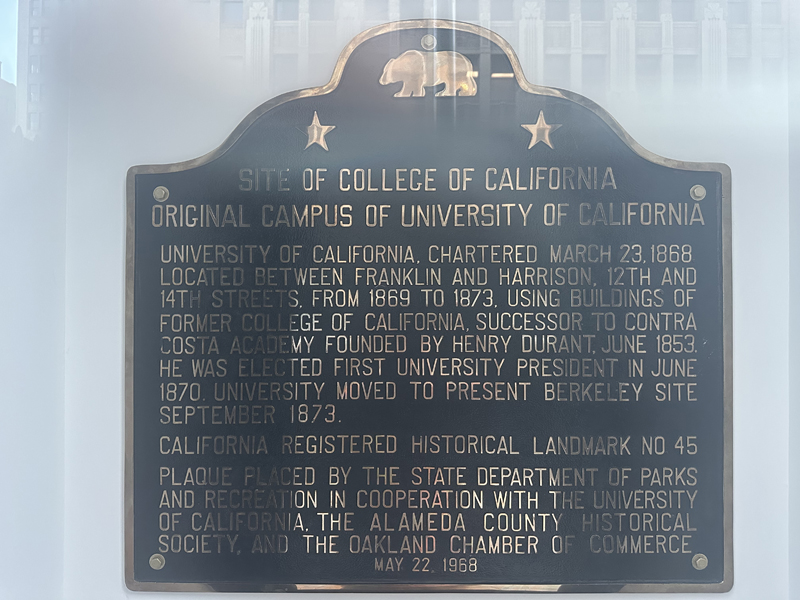 SITE OF COLLEGE OF CALIFORNIA
ORIGINAL CAMPUS OF UNIVERSITY OF CALIFORNIA
UNIVERSITY OF CALIFORNIA, CHARTERED MARCH 23, 1868
LOCATED BETWEEN FRANKLIN AND HARRISON, 12TH AND
14TH STREETS, FROM 1869 TO 1873, USING BUILDINGS OF
FORMER COLLEGE OF CALIFORNIA, SUCCESSOR TO CONTRA
COSTA ACADEMY FOUNDED BY HENRY DURANT, JUNE 1853.
HE WAS ELECTED FIRST UNIVERSITY PRESIDENT IN JUNE
1870. UNIVERSITY MOVED TO PRESENT BERKELEY SITE
SEPTEMBER 1873.
CALIFORNIA REGISTERED HISTORICAL LANDMARK NO 45
PLAQUE PLACED BY THE STATE DEPARTMENT OF PARKS
AND RECREATION IN COOPERATION WITH THE UNIVERSITY
OF CALIFORNIA, THE ALAMEDA COUNTY HISTORICAL
SOCIETY, AND THE OAKLAND CHAMBER OF COMMERCE
MAY 22, 1968